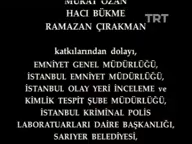 MURAT OZAN
TRT
HACI BÜKME
RAMAZAN ÇIRAKMAN
katkılarından dolayı,
EMNİYET GENEL MÜDÜRLÜĞÜ,
İSTANBUL EMNİYET MÜDÜRLÜĞÜ,
İSTANBUL OLAY YERİ İNCELEME ve
KİMLİK TESPİT ŞUBE MÜDÜRLÜĞÜ,
İSTANBUL KRİMİNAL POLİS
LABORATUARLARI DAİRE BAŞKANLIĞI,
SARIYER BELEDİYESİ,